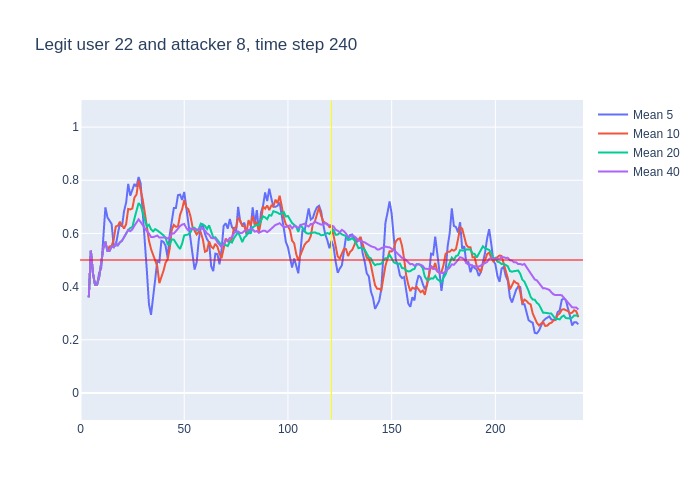 Legit user 22 and attacker 8, time step 240
Mean 5
Mean 10
Mean 20
Mean 40
1
0.8
0.6
0.4
0.2
0
0 50 100 150 200